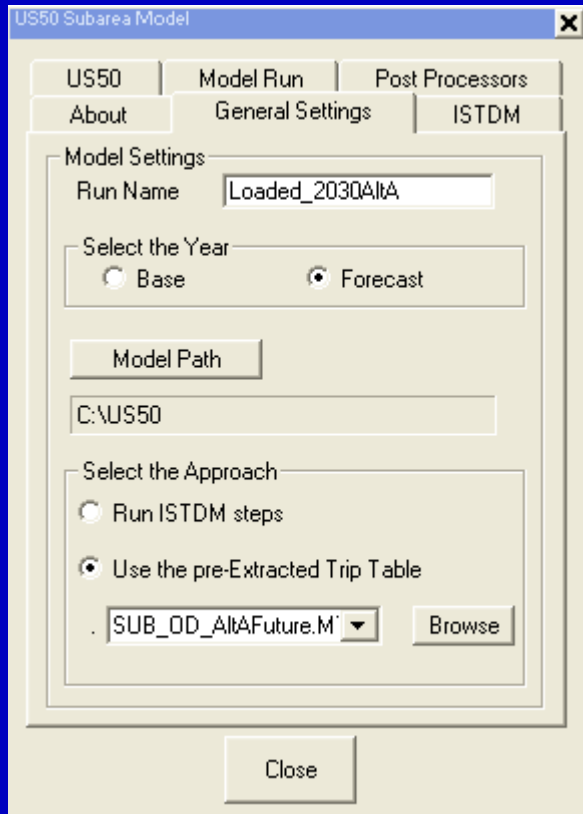 US50 Subarea Model
US50 Model Run Post Processors
About General Settings ISTDM
Model Settings
Run Name Loaded_2030AltA
Select the Year
Base Forecast
Model Path
C:\US50
Select the Approach
Run ISTDM steps
Use the pre-Extracted Trip Table
. SUB_OD_AltAFuture.M Browse
Close